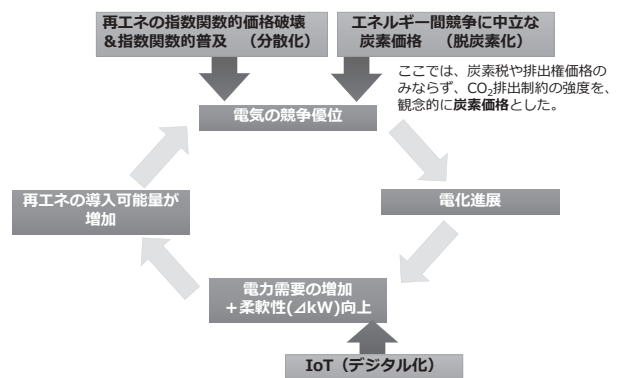 再エネの指数関数的価格破壊
&指数関数的普及 （分散化）
エネルギー間競争に中立な
炭素価格 （脱炭素化）
ここでは、炭素税や排出権価格の
みならず、CO₂排出制約の強度を、
観念的に炭素価格とした。
電気の競争優位
再エネの導入可能量が
増加
電化進展
電力需要の増加
＋柔軟性(⊿kW)向上
IoT（デジタル化）